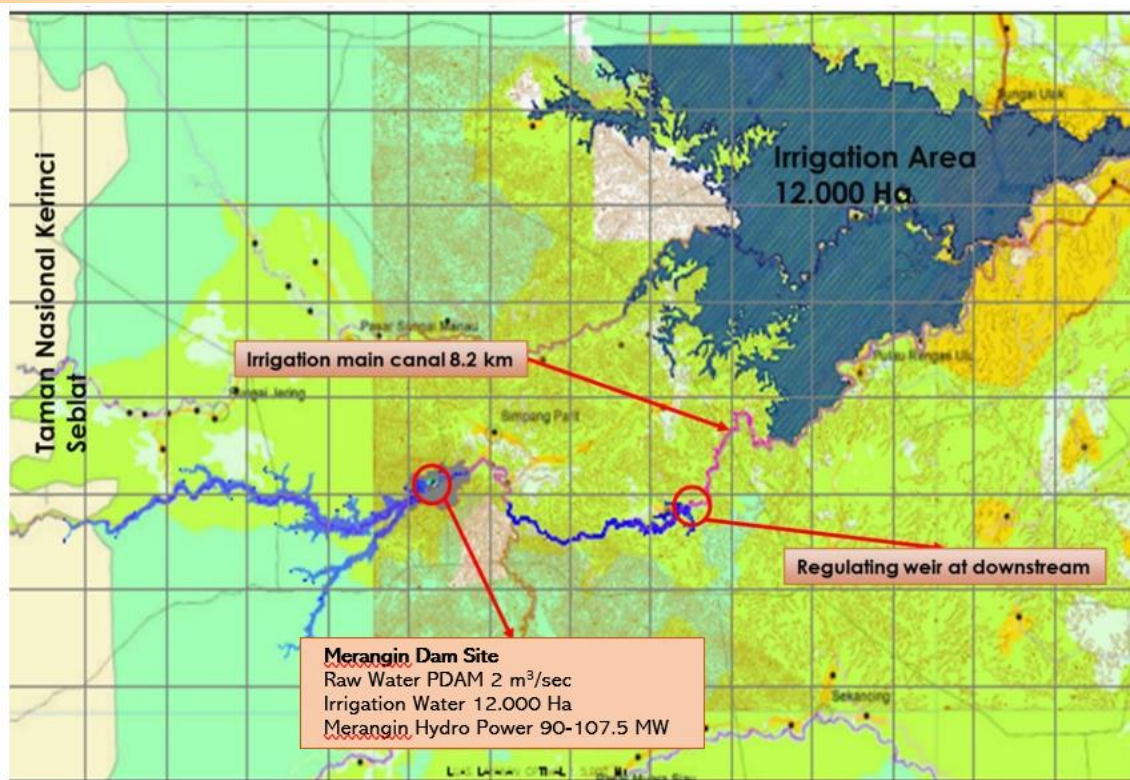 Sungai Ulak
Irrigation Area
12.000 Ha
Taman Nasional Kerinci
Seblat
Pasar Sungai Manau
Irrigation main canal 8.2 km
Pulau Rengas Ulu
Sungai Jering
Simpang Parit
Regulating weir at downstream
Merangin Dam Site
Raw Water PDAM 2 m³/sec
Irrigation Water 12.000 Ha
Merangin Hydro Power 90-107.5 MW
Sekancing